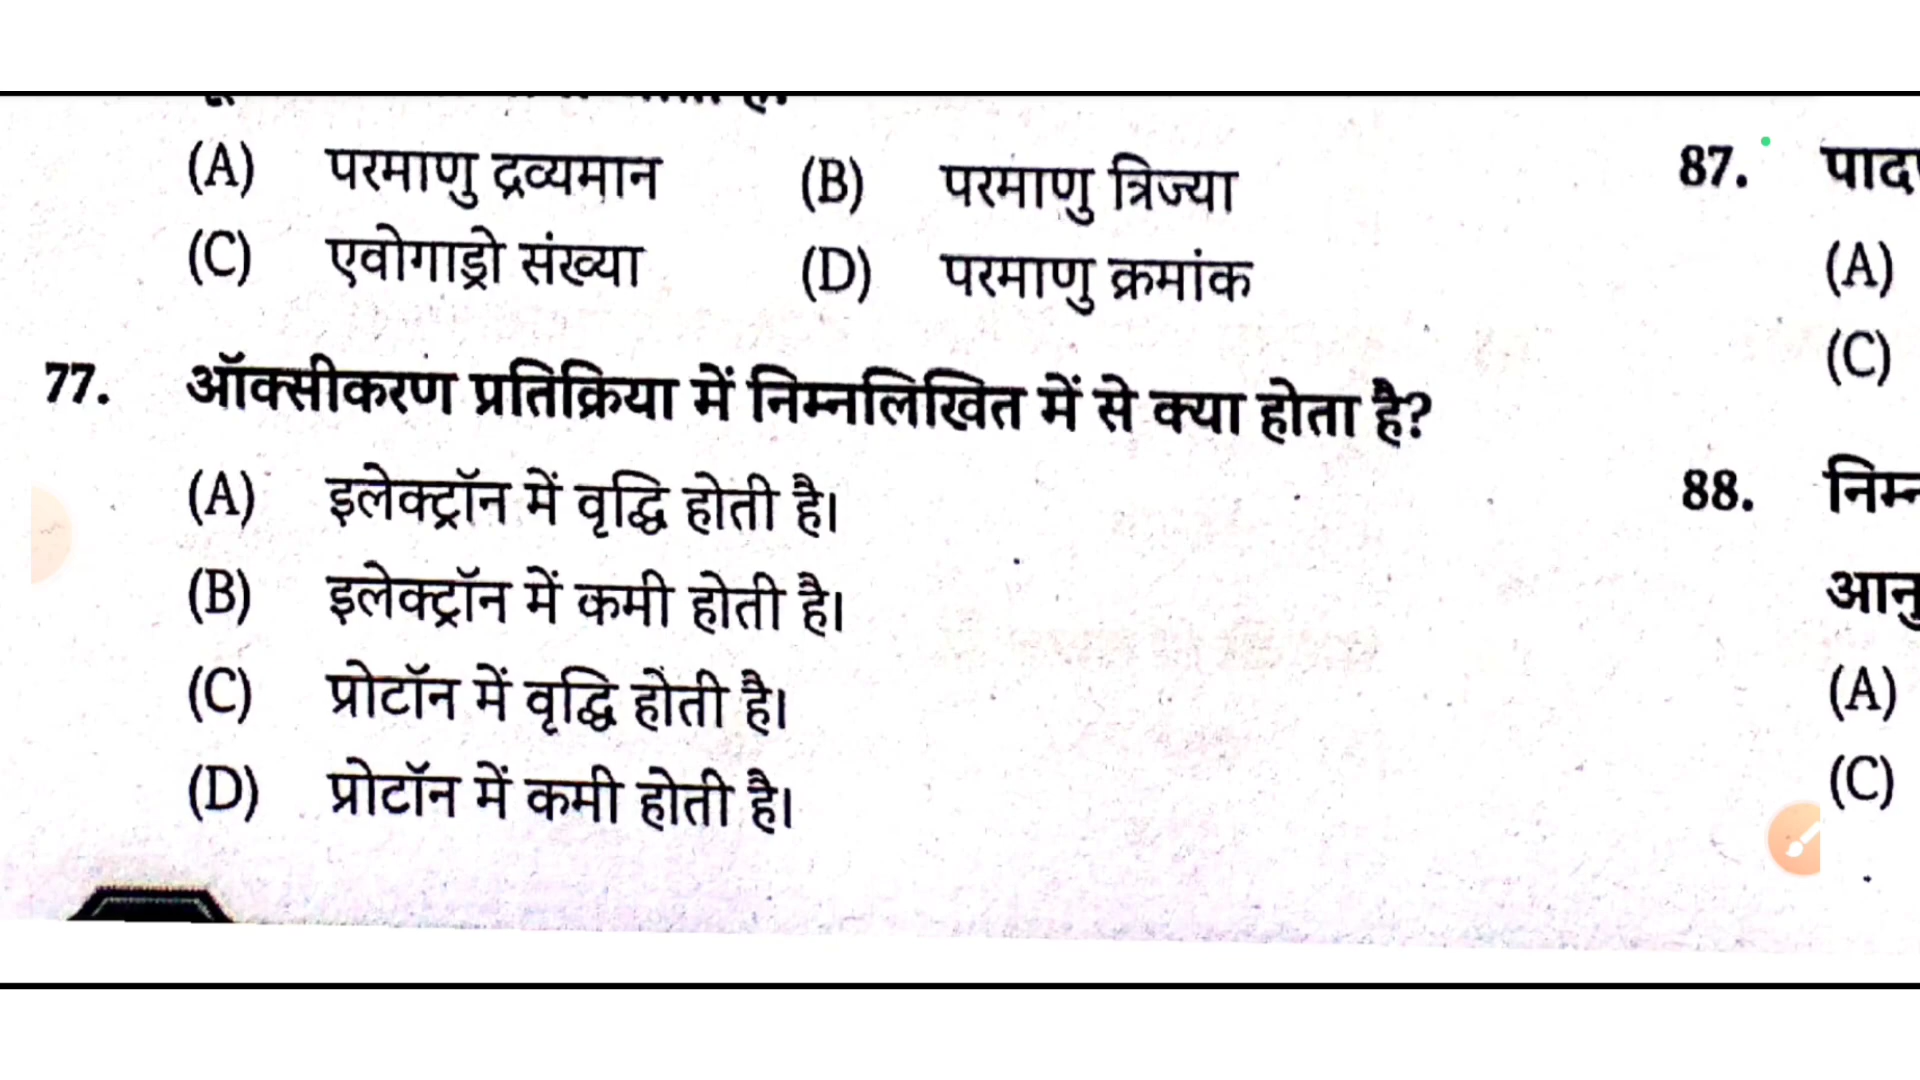 (A) परमाणु द्रव्यमान (B) परमाणु त्रिज्या
(C) एवोगाड्रो संख्या (D) परमाणु क्रमांक
77. ऑक्सीकरण प्रतिक्रिया में निम्नलिखित में से क्या होता है?
(A) इलेक्ट्रॉन में वृद्धि होती है।
(B) इलेक्ट्रॉन में कमी होती है।
(C) प्रोटॉन में वृद्धि होती है।
(D) प्रोटॉन में कमी होती है।
87.
(A)
(C)
88.
(A)
(C)